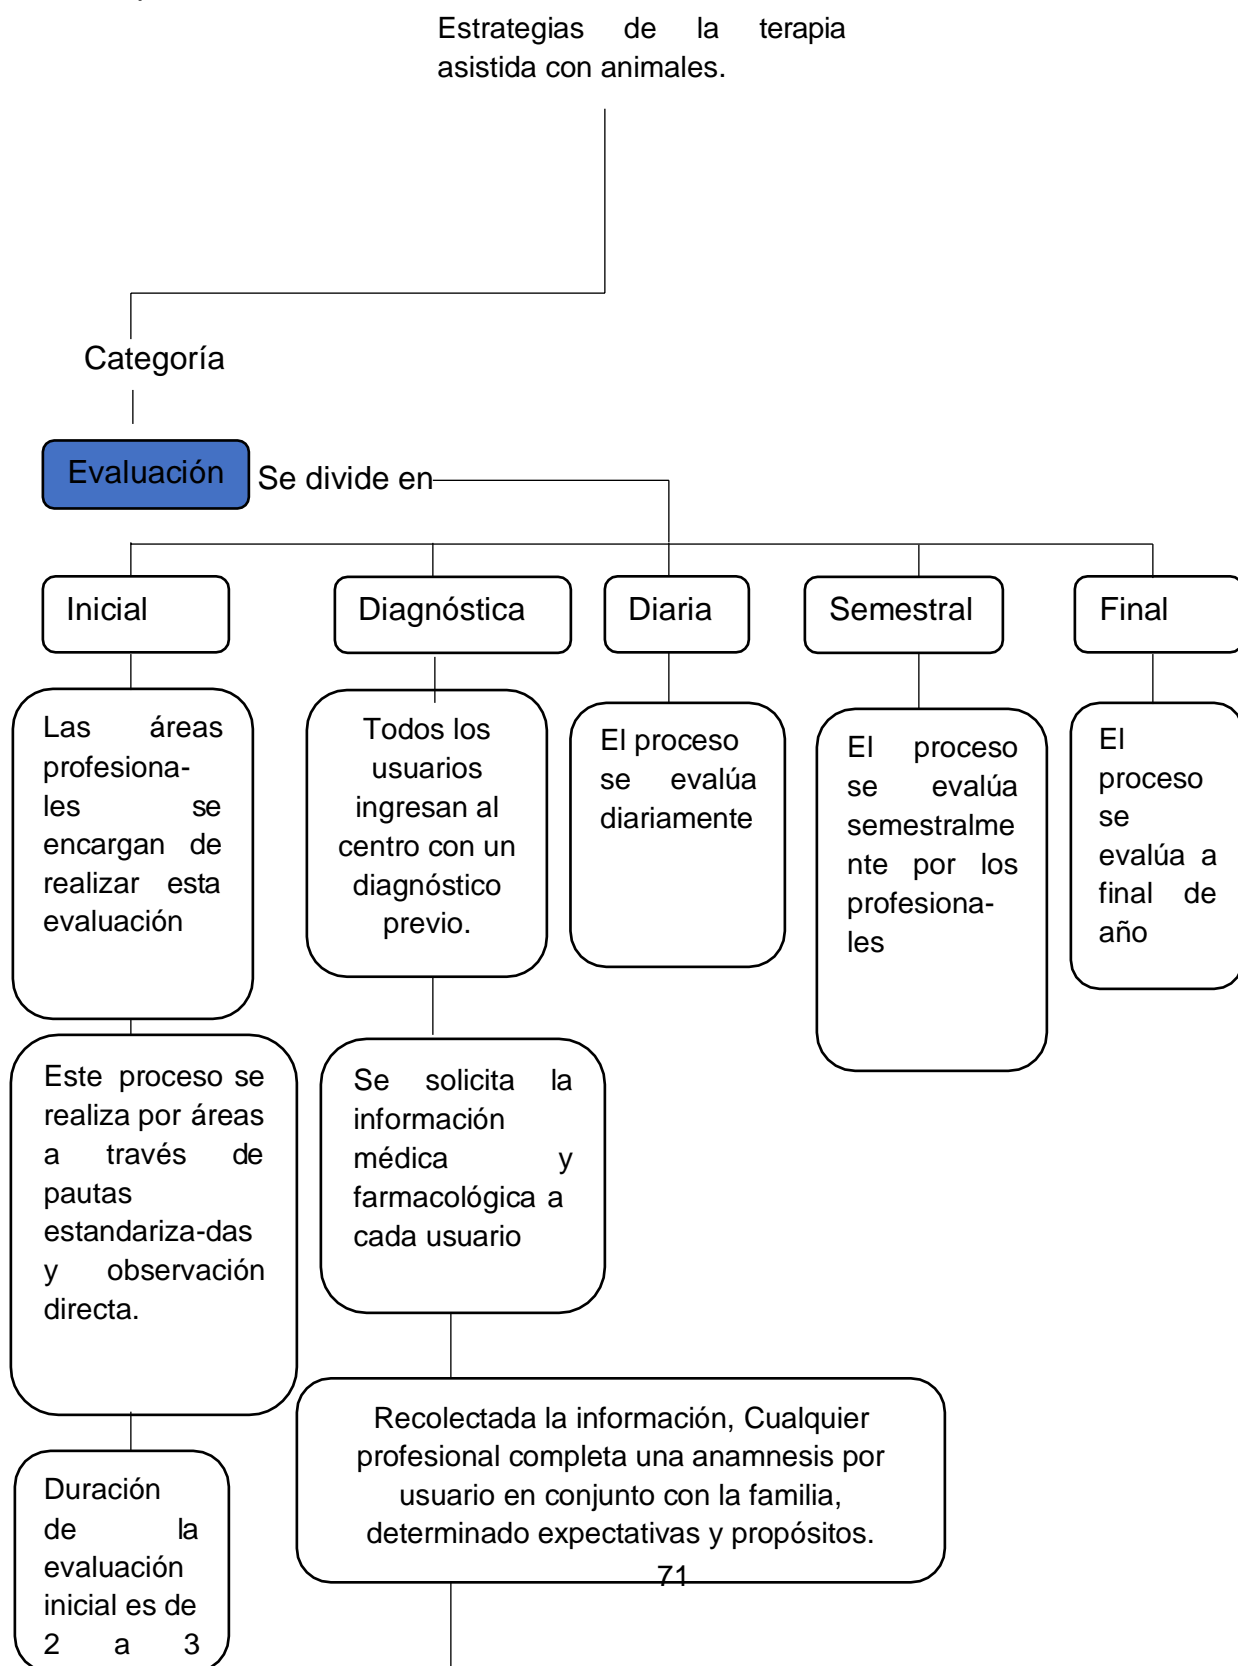 Estrategias de la terapia
asistida con animales.
Categoría
Evaluación
Se divide en
Inicial
Diagnóstica
Diaria
Semestral
Final
Las áreas
profesiona-
les se
encargan de
realizar esta
evaluación
Todos los
usuarios
ingresan al
centro con un
diagnóstico
previo.
El proceso
se evalúa
diariamente
El proceso
se evalúa
semestralme
nte por los
profesiona-
les
El
proceso
se
evalúa a
final de
año
Este proceso se
realiza por áreas
a través de
pautas
estandariza-das
y observación
directa.
Se solicita la
información
médica y
farmacológica a
cada usuario
Recolectada la información, Cualquier
profesional completa una anamnesis por
usuario en conjunto con la familia,
determinado expectativas y propósitos.
Duración
de la
evaluación
inicial es de
2 a 3
71